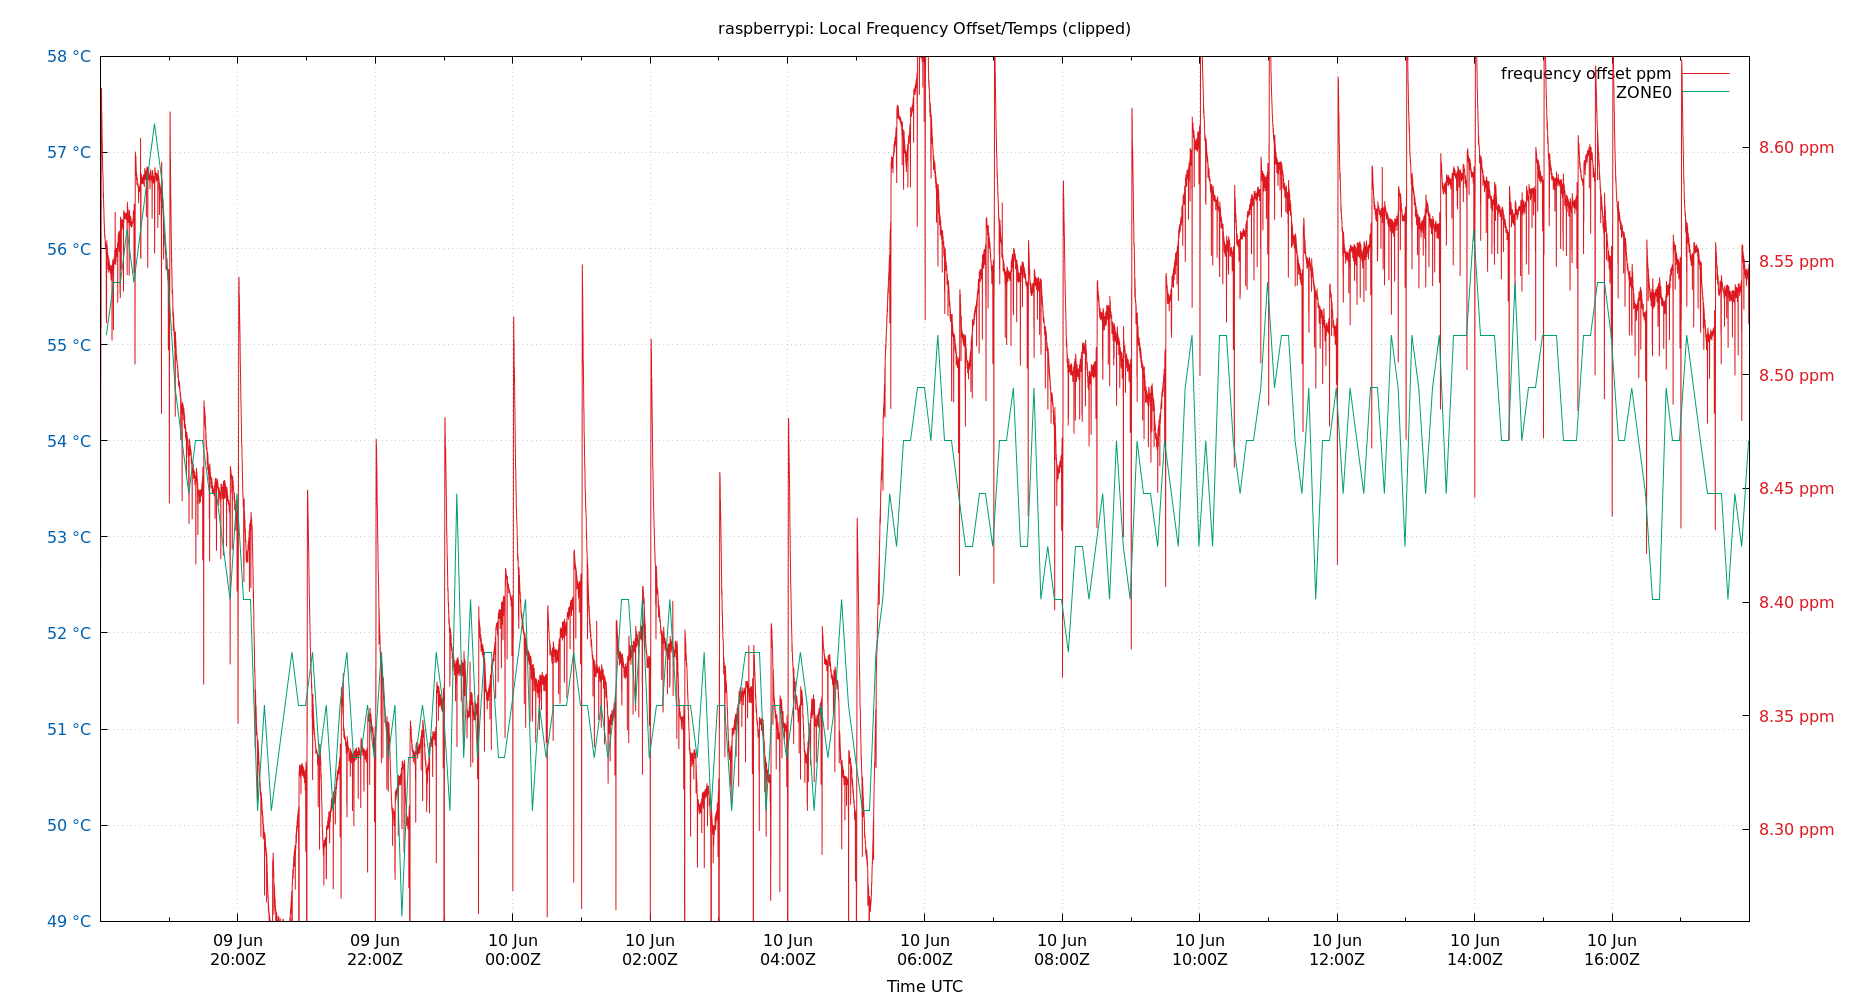 raspberrypi: Local Frequency Offset/Temps (clipped)
58 °C
57 °C
56 °C
55 °C
54 °C
53 °C
52 °C
51 °C
50 °C
49 °C
frequency offset ppm
ZONE0
8.60 ppm
8.55 ppm
8.50 ppm
8.45 ppm
8.40 ppm
8.35 ppm
8.30 ppm
09 Jun
20:00Z
09 Jun
22:00Z
10 Jun
00:00Z
10 Jun
02:00Z
10 Jun
04:00Z
10 Jun
06:00Z
10 Jun
08:00Z
10 Jun
10:00Z
10 Jun
12:00Z
10 Jun
14:00Z
10 Jun
16:00Z
Time UTC